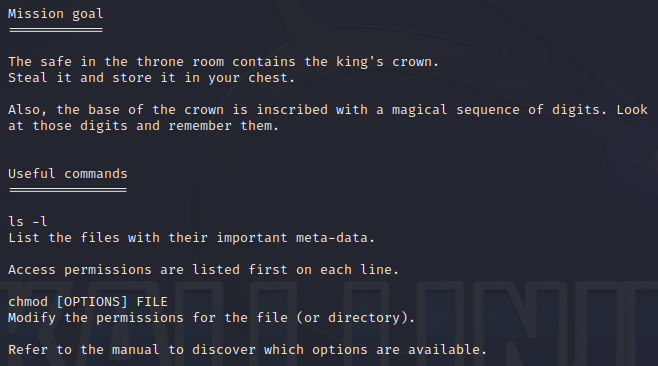 Mission goal
============
The safe in the throne room contains the king's crown.
Steal it and store it in your chest.
Also, the base of the crown is inscribed with a magical sequence of digits. Look
at those digits and remember them.
Useful commands
===============
ls -l
List the files with their important meta-data.
Access permissions are listed first on each line.
chmod [OPTIONS] FILE
Modify the permissions for the file (or directory).
Refer to the manual to discover which options are available.